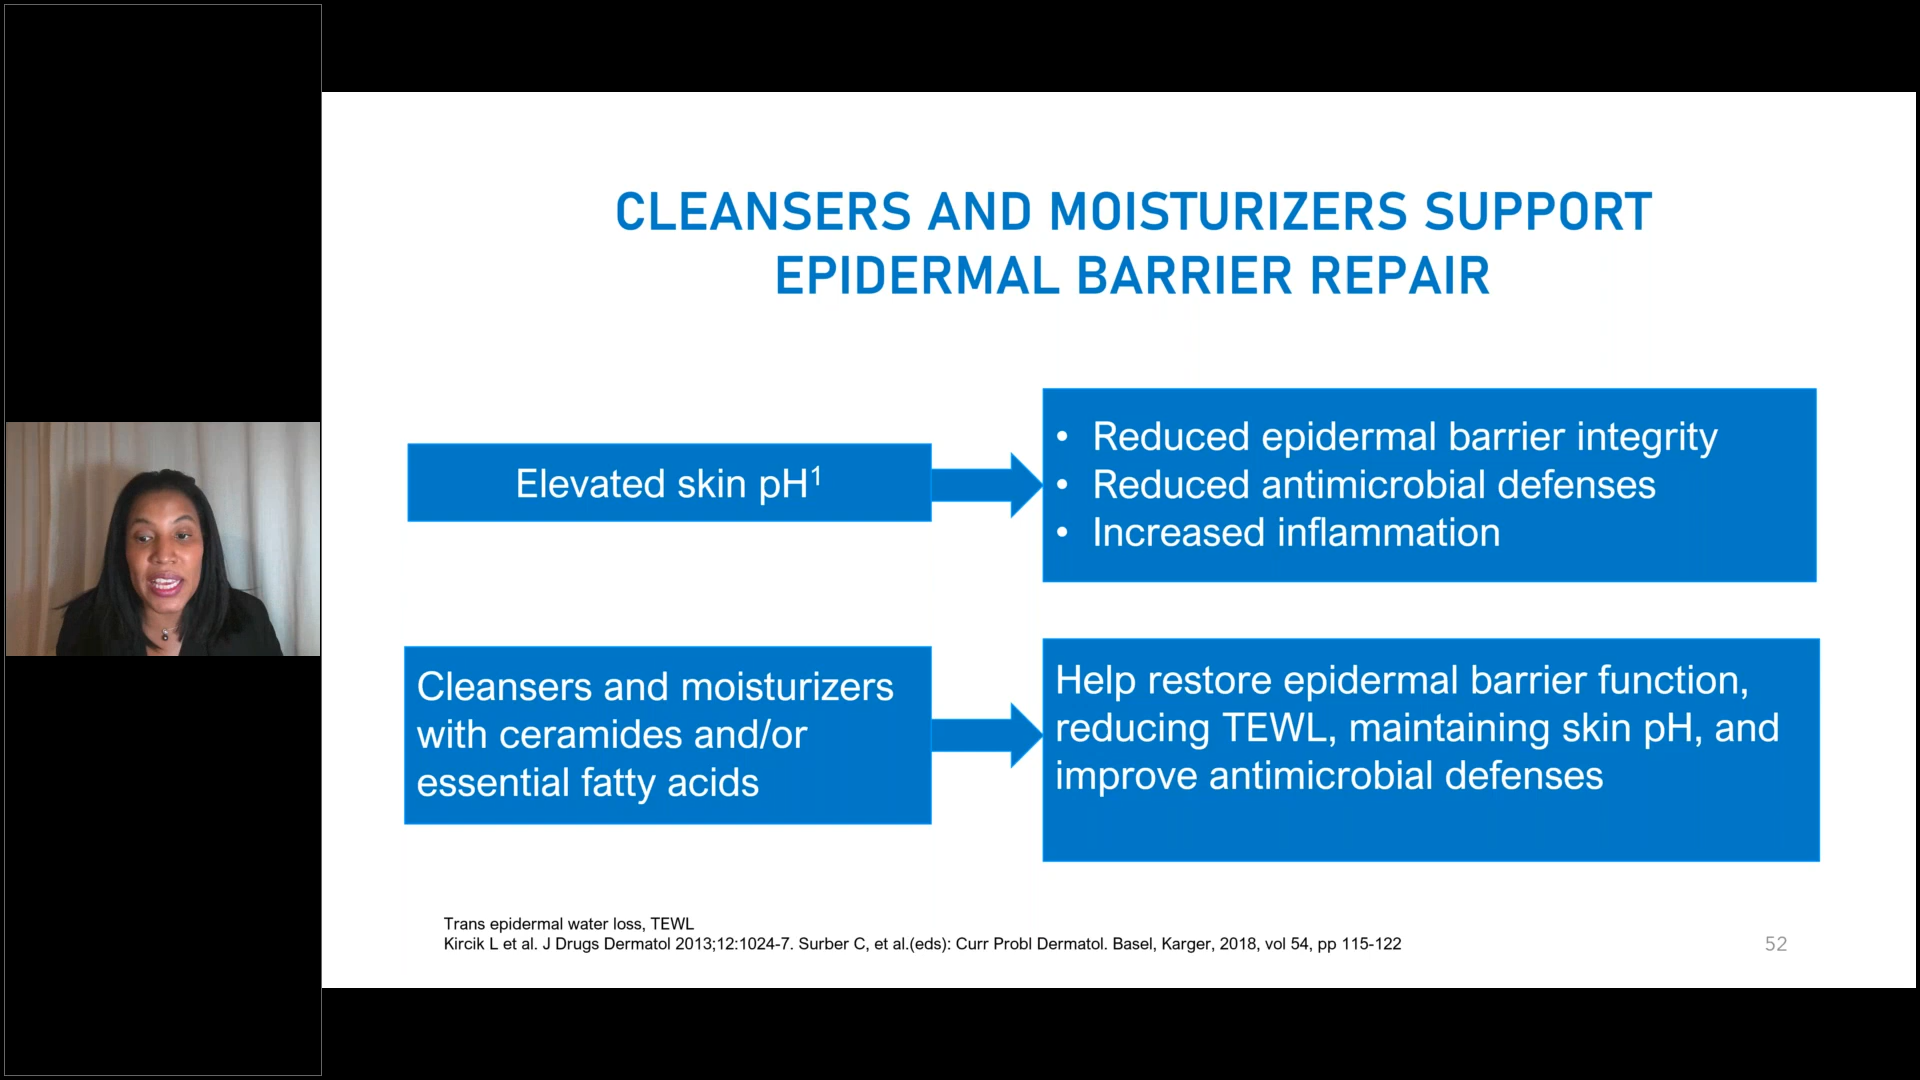 CLEANSERS AND MOISTURIZERS SUPPORT
EPIDERMAL BARRIER REPAIR
Elevated skin pH¹
• Reduced epidermal barrier integrity
• Reduced antimicrobial defenses
• Increased inflammation
Cleansers and moisturizers
with ceramides and/or
essential fatty acids
Help restore epidermal barrier function,
reducing TEWL, maintaining skin pH, and
improve antimicrobial defenses
Trans epidermal water loss, TEWL
Kircik L et al. J Drugs Dermatol 2013;12:1024-7. Surber C, et al.(eds): Curr Probl Dermatol. Basel, Karger, 2018, vol 54, pp 115-122
52